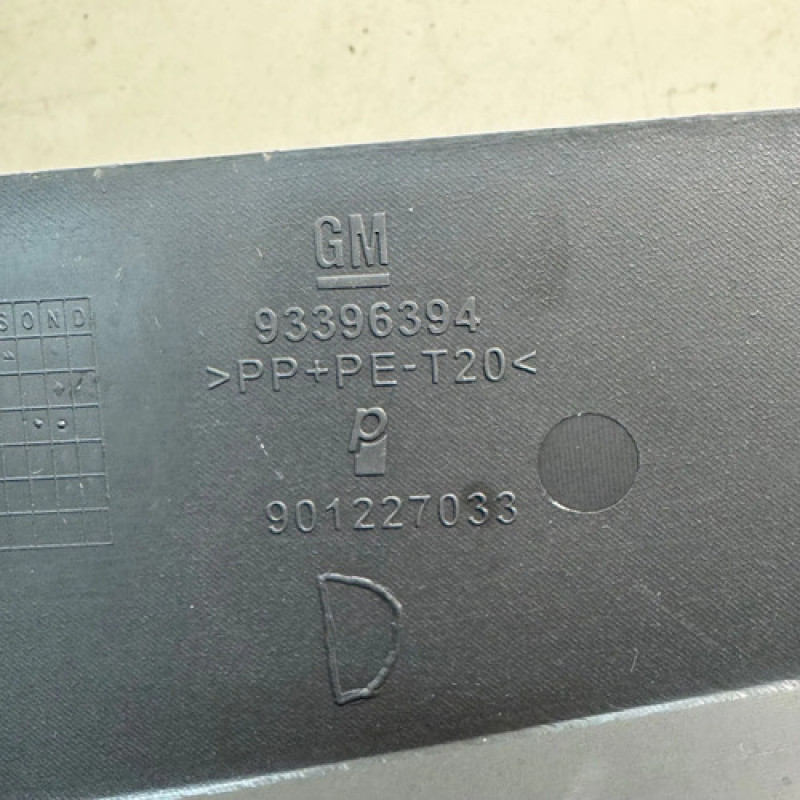 GM
93396394
SOND
>PP+PE-T20<
p
901227033
D